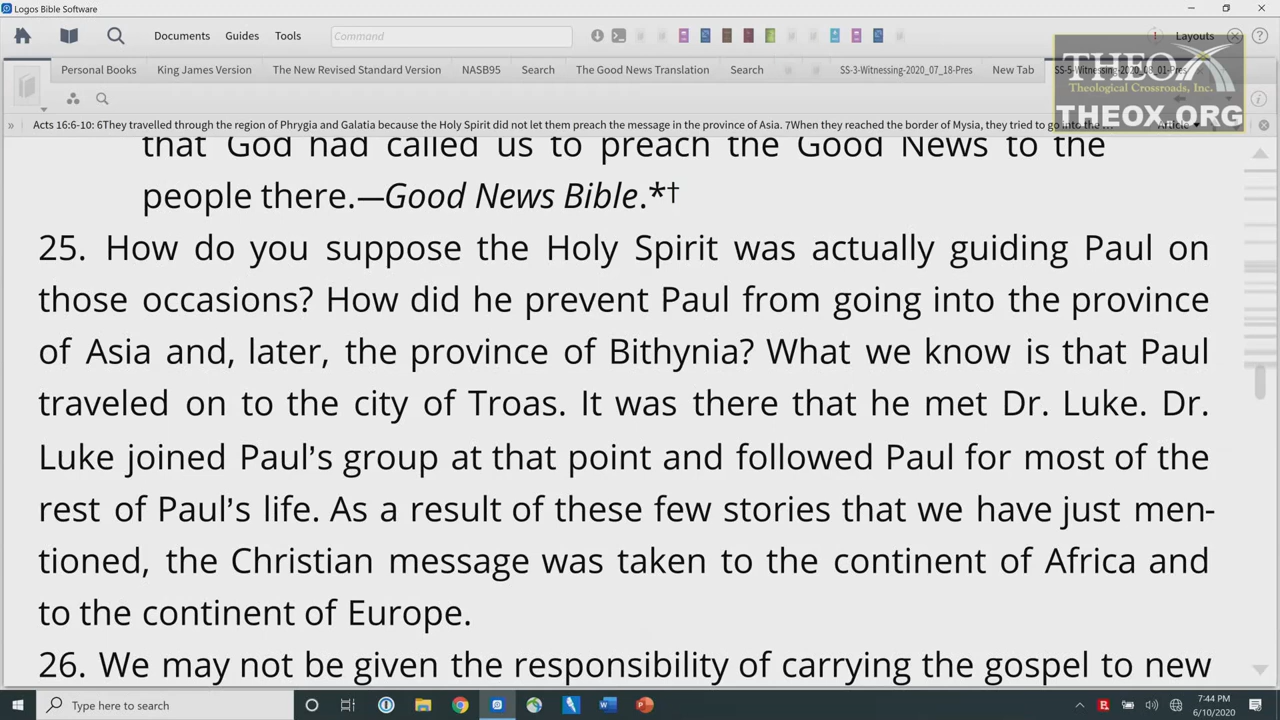 Logos Bible Software
Documents Guides Tools Command Layouts
Personal Books King James Version The New Revised Search The Good News Translation Search SS-3-Witnessing-2020_07_18-Pres New Tab
THEOX
Theological Crossroads, Inc.
THEOX.ORG
» Acts 16:6-10: 6They travelled through the region of Phrygia and Galatia because the Holy Spirit did not let them preach the message in the province of Asia. 7When they reached the border of Mysia, they tried to go into the ...
that God had called us to preach the Good News to the
people there.—Good News Bible.*†
25. How do you suppose the Holy Spirit was actually guiding Paul on
those occasions? How did he prevent Paul from going into the province
of Asia and, later, the province of Bithynia? What we know is that Paul
traveled on to the city of Troas. It was there that he met Dr. Luke. Dr.
Luke joined Paul's group at that point and followed Paul for most of the
rest of Paul's life. As a result of these few stories that we have just men-
tioned, the Christian message was taken to the continent of Africa and
to the continent of Europe.
26. We may not be given the responsibility of carrying the gospel to new
Type here to search
7:44 PM
6/10/2020